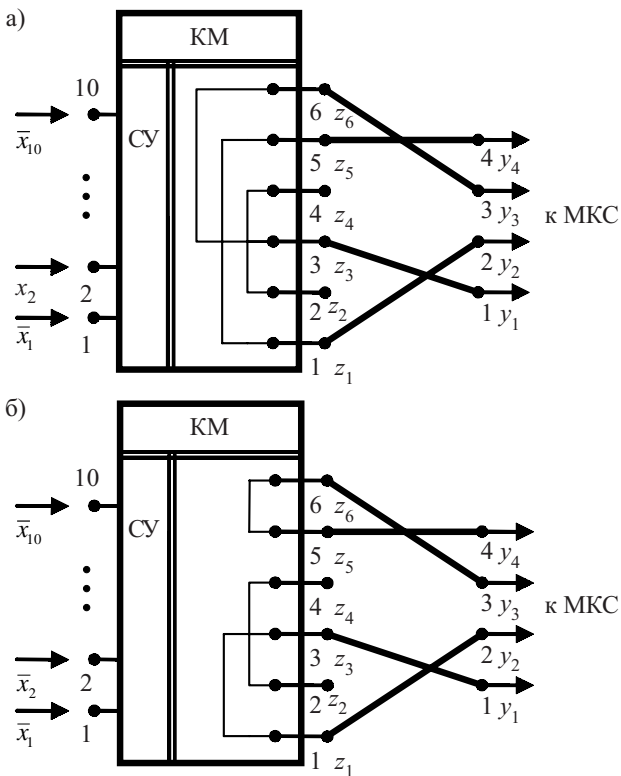 а)
КМ
10
СУ
x̄₁₀
6 z₆
5 z₅
4 y₄
4 z₄
3 y₃
к МКС
x₂
2
3 z₃
2 y₂
x̄₁
1
2 z₂
1 y₁
1 z₁
б)
КМ
10
СУ
x̄₁₀
6 z₆
5 z₅
4 y₄
4 z₄
3 y₃
к МКС
x̄₂
2
3 z₃
2 y₂
x̄₁
1
2 z₂
1 y₁
1 z₁